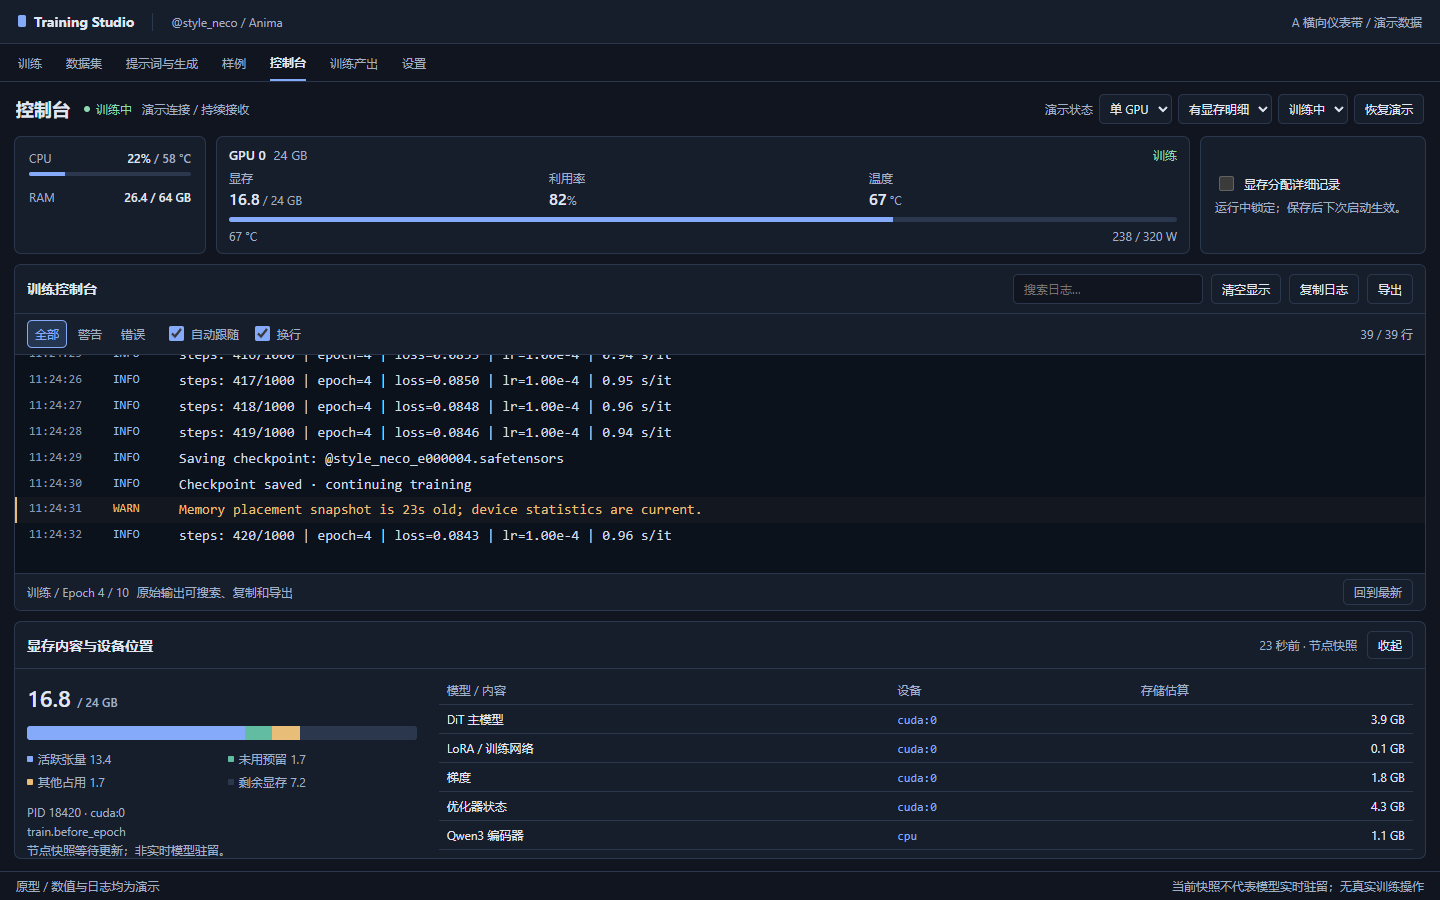 Training Studio
@style_neco / Anima
A 横向仪表带 / 演示数据
训练 数据集 提示词与生成 样例 控制台 训练产出 设置
控制台 训练中 演示连接 / 持续接收
演示状态 单 GPU 有显存明细 训练中 恢复演示
CPU 22% / 58 °C
RAM 26.4 / 64 GB
GPU 0 24 GB 训练
显存 利用率 温度
16.8 / 24 GB 82% 67 °C
67 °C 238 / 320 W
显存分配详细记录
运行中锁定；保存后下次启动生效。
训练控制台
搜索日志... 清空显示 复制日志 导出
全部 警告 错误 自动跟随 换行 39 / 39 行
11:24:25 INFO steps: 416/1000 | epoch=4 | loss=0.0853 | lr=1.00e-4 | 0.94 s/it
11:24:26 INFO steps: 417/1000 | epoch=4 | loss=0.0850 | lr=1.00e-4 | 0.95 s/it
11:24:27 INFO steps: 418/1000 | epoch=4 | loss=0.0848 | lr=1.00e-4 | 0.96 s/it
11:24:28 INFO steps: 419/1000 | epoch=4 | loss=0.0846 | lr=1.00e-4 | 0.94 s/it
11:24:29 INFO Saving checkpoint: @style_neco_e000004.safetensors
11:24:30 INFO Checkpoint saved · continuing training
11:24:31 WARN Memory placement snapshot is 23s old; device statistics are current.
11:24:32 INFO steps: 420/1000 | epoch=4 | loss=0.0843 | lr=1.00e-4 | 0.96 s/it
训练 / Epoch 4 / 10 原始输出可搜索、复制和导出 回到最新
显存内容与设备位置 23 秒前 · 节点快照 收起
16.8 / 24 GB
活跃张量 13.4 未用预留 1.7
其他占用 1.7 剩余显存 7.2
PID 18420 · cuda:0
train.before_epoch
节点快照等待更新；非实时模型驻留。
模型 / 内容 设备 存储估算
DiT 主模型 cuda:0 3.9 GB
LoRA / 训练网络 cuda:0 0.1 GB
梯度 cuda:0 1.8 GB
优化器状态 cuda:0 4.3 GB
Qwen3 编码器 cpu 1.1 GB
原型 / 数值与日志均为演示
当前快照不代表模型实时驻留；无真实训练操作